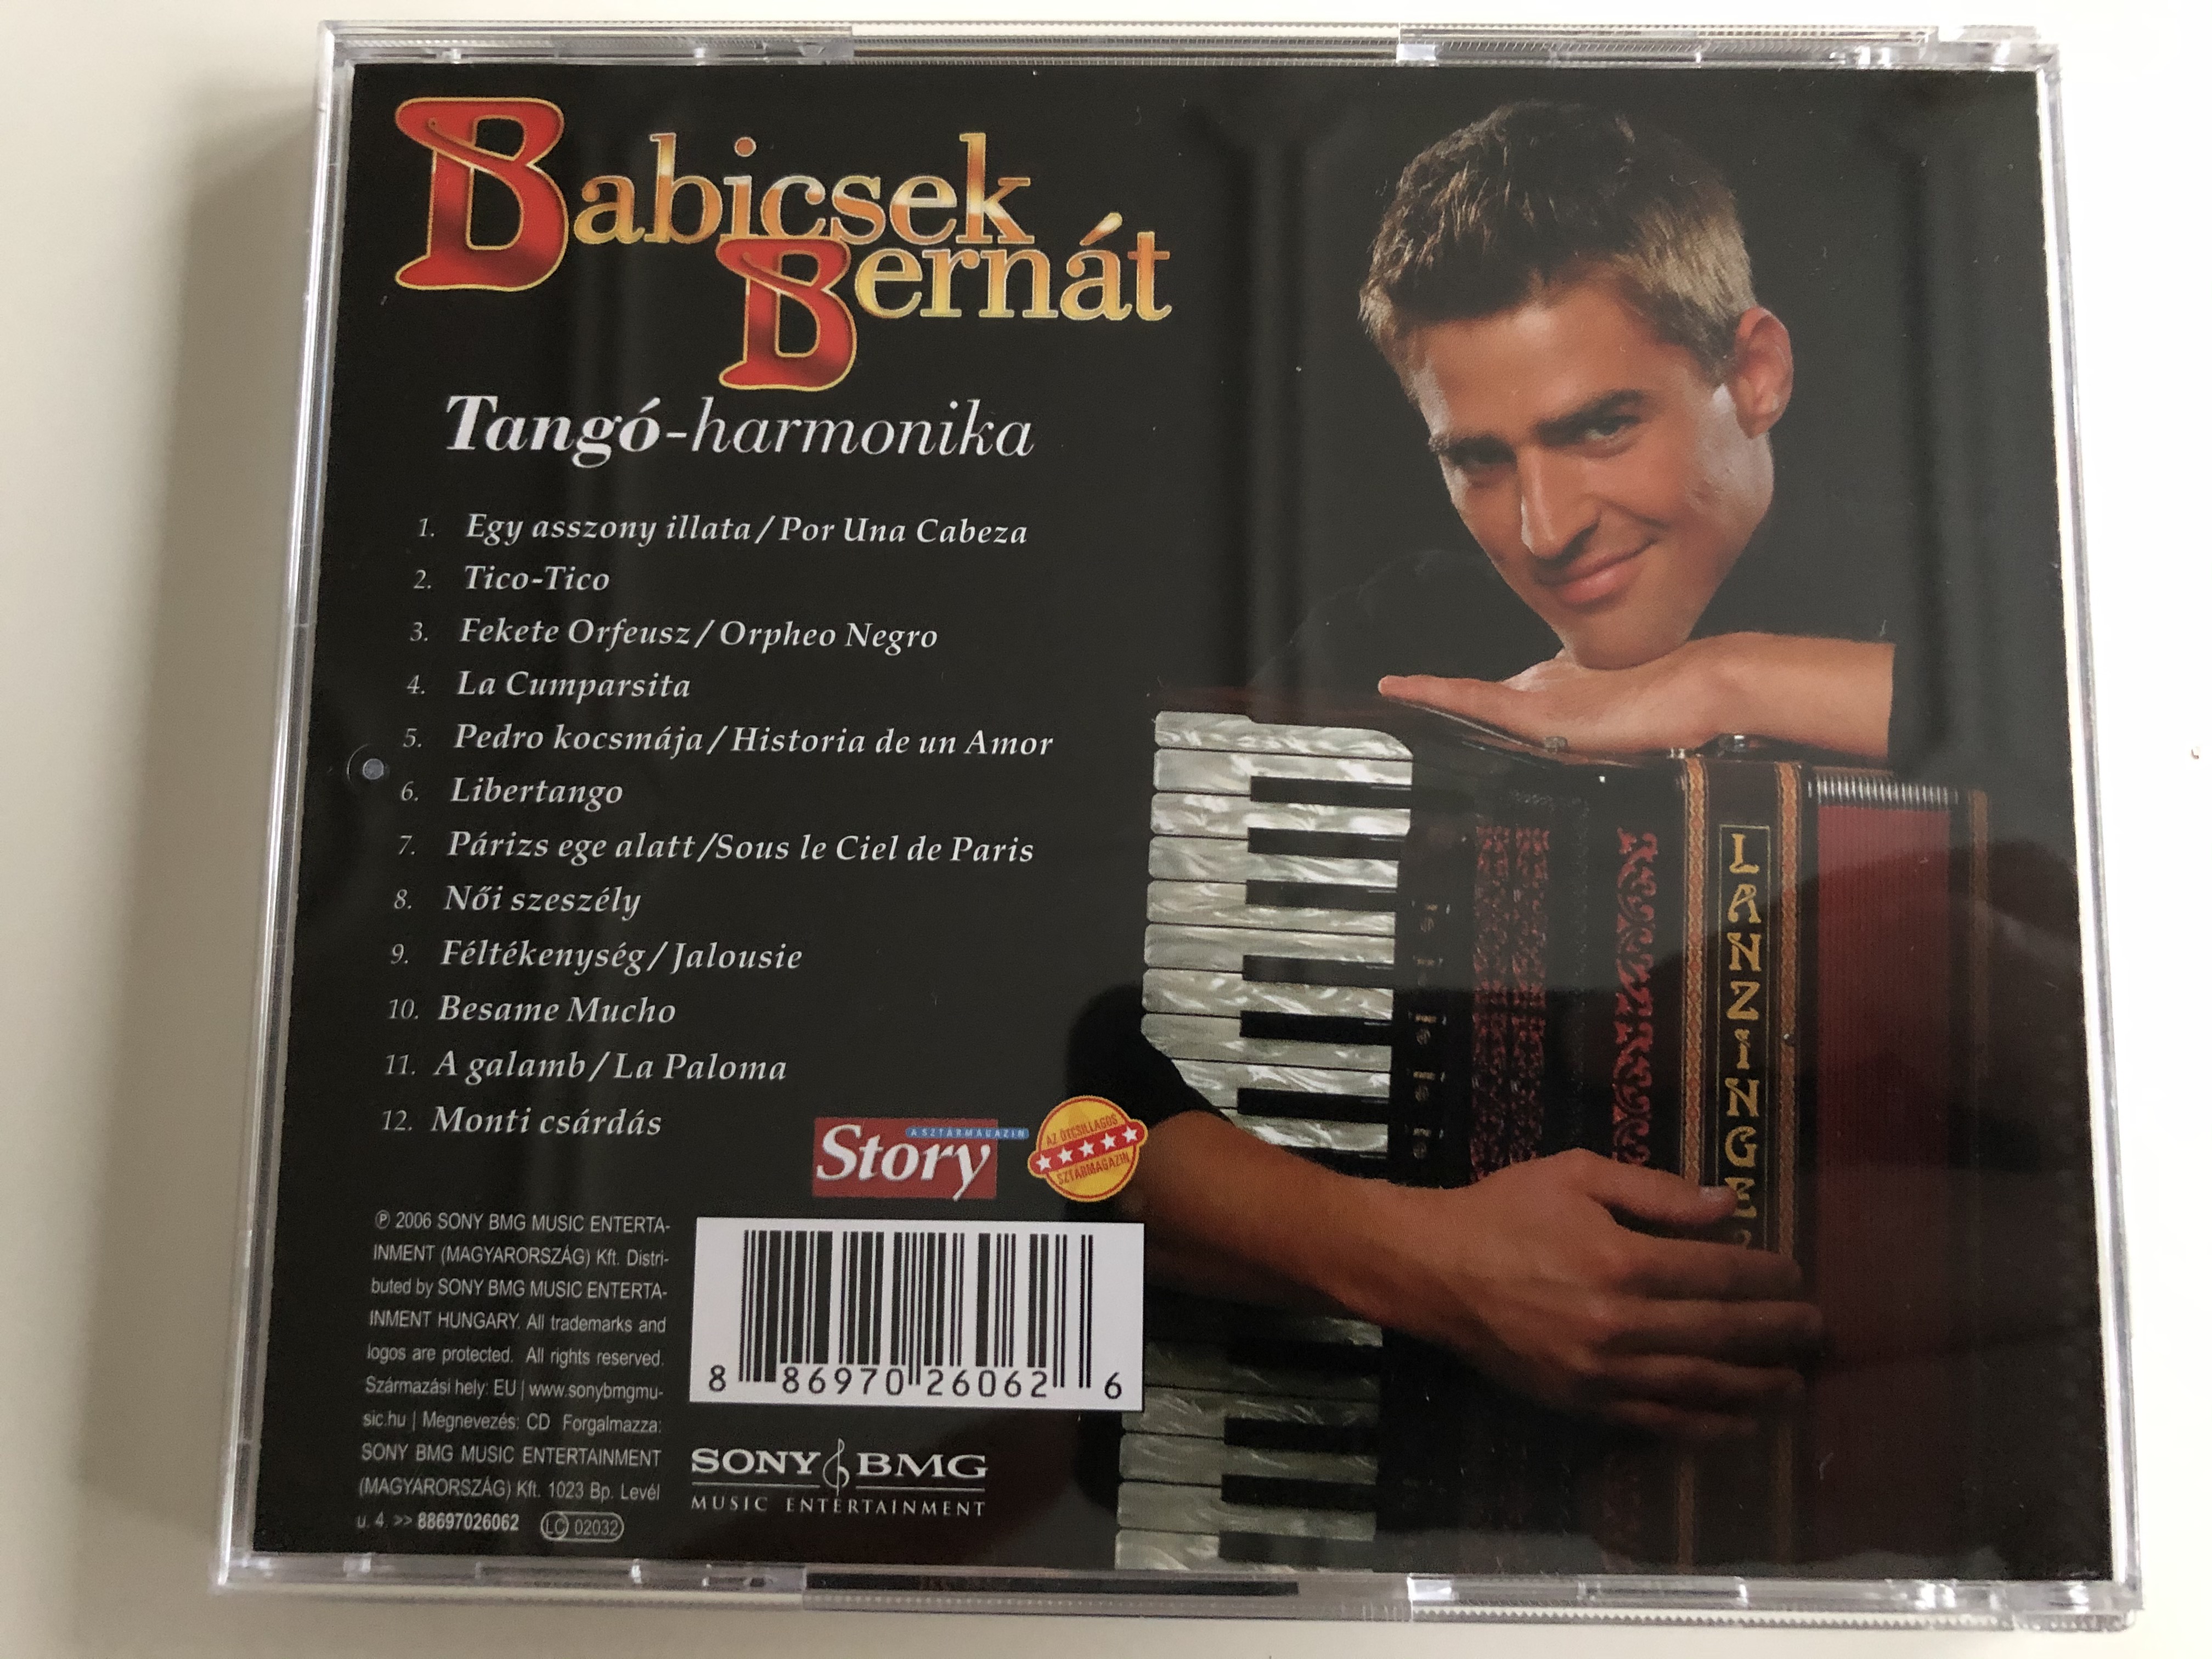 Babicsek
Bernát
Tangó-harmonika
1. Egy asszony illata / Por Una Cabeza
2. Tico-Tico
3. Fekete Orfeusz / Orpheo Negro
4. La Cumparsita
5. Pedro kocsmája / Historia de un Amor
6. Libertango
7. Párizs ege alatt /Sous le Ciel de Paris
8. Női szeszély
9. Féltékenység / Jalousie
10. Besame Mucho
11. A galamb / La Paloma
12. Monti csárdás
A SZTÁRMAGAZIN
Story
AZ ÖTCSILLAGOS
SZTÁRMAGAZIN
LANZINGE
℗ 2006 SONY BMG MUSIC ENTERTA-
INMENT (MAGYARORSZÁG) Kft. Distri-
buted by SONY BMG MUSIC ENTERTA-
INMENT HUNGARY. All trademarks and
logos are protected. All rights reserved.
Származási hely: EU | www.sonybmgmu-
sic.hu | Megnevezés: CD Forgalmazza:
SONY BMG MUSIC ENTERTAINMENT
(MAGYARORSZÁG) Kft. 1023 Bp. Levél
u. 4. >> 88697026062 LC 02032
8 86970 26062 6
SONY BMG
MUSIC ENTERTAINMENT